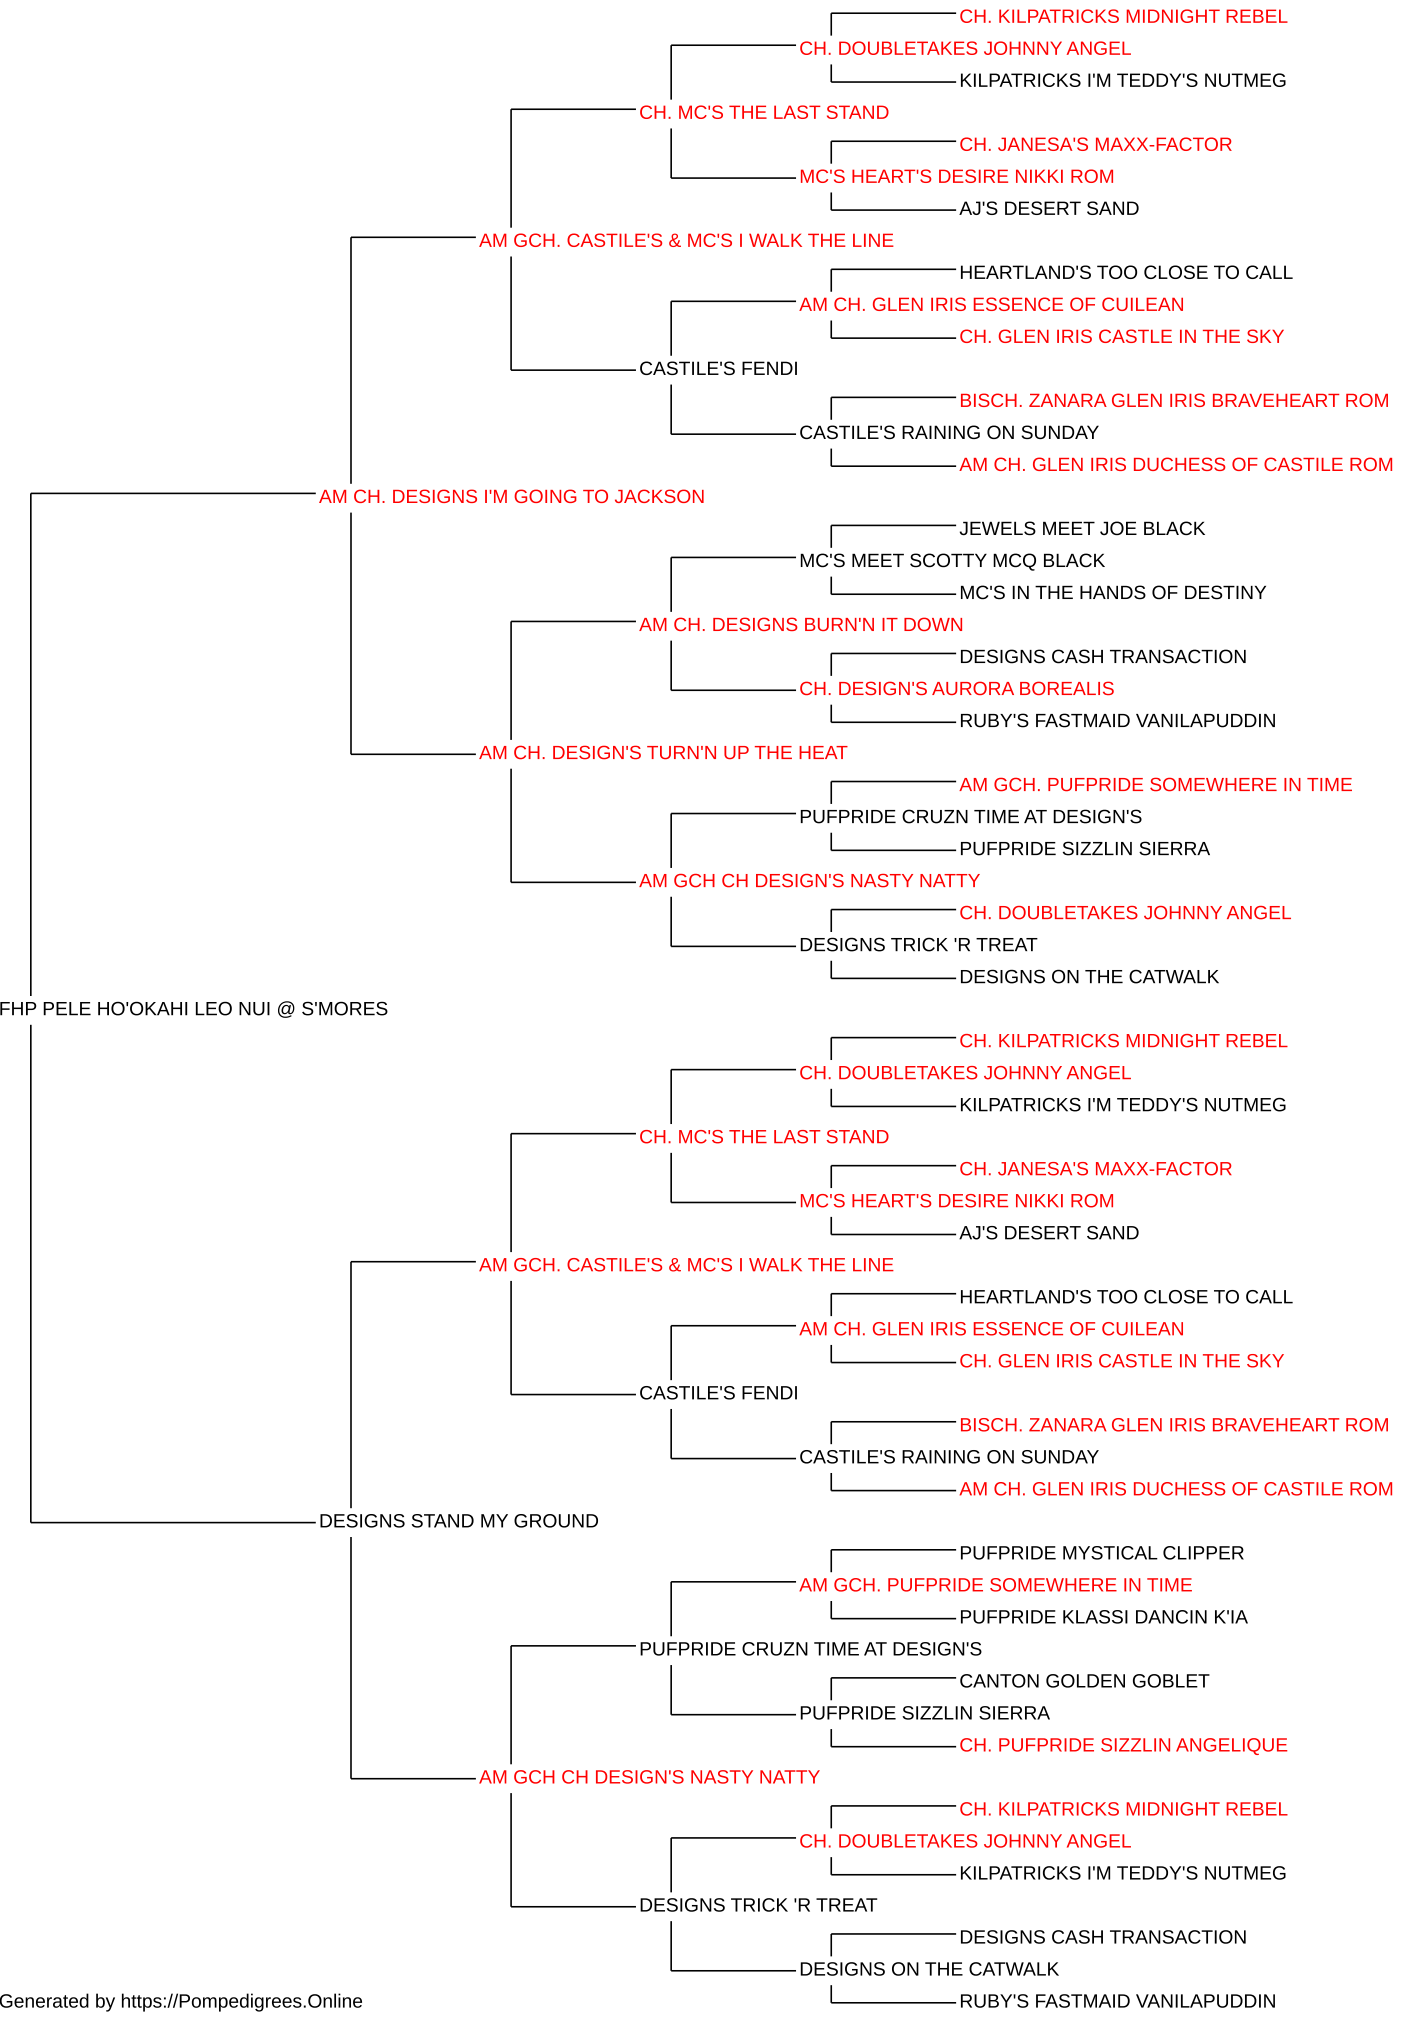 CH. KILPATRICKS MIDNIGHT REBEL
CH. DOUBLETAKES JOHNNY ANGEL
KILPATRICKS I'M TEDDY'S NUTMEG
CH. MC'S THE LAST STAND
CH. JANESA'S MAXX-FACTOR
MC'S HEART'S DESIRE NIKKI ROM
AJ'S DESERT SAND
AM GCH. CASTILE'S & MC'S I WALK THE LINE
HEARTLAND'S TOO CLOSE TO CALL
AM CH. GLEN IRIS ESSENCE OF CUILEAN
CH. GLEN IRIS CASTLE IN THE SKY
CASTILE'S FENDI
BISCH. ZANARA GLEN IRIS BRAVEHEART ROM
CASTILE'S RAINING ON SUNDAY
AM CH. GLEN IRIS DUCHESS OF CASTILE ROM
AM CH. DESIGNS I'M GOING TO JACKSON
JEWELS MEET JOE BLACK
MC'S MEET SCOTTY MCQ BLACK
MC'S IN THE HANDS OF DESTINY
AM CH. DESIGNS BURN'N IT DOWN
DESIGNS CASH TRANSACTION
CH. DESIGN'S AURORA BOREALIS
RUBY'S FASTMAID VANILAPUDDIN
AM CH. DESIGN'S TURN'N UP THE HEAT
AM GCH. PUFPRIDE SOMEWHERE IN TIME
PUFPRIDE CRUZN TIME AT DESIGN'S
PUFPRIDE SIZZLIN SIERRA
AM GCH CH DESIGN'S NASTY NATTY
CH. DOUBLETAKES JOHNNY ANGEL
DESIGNS TRICK 'R TREAT
DESIGNS ON THE CATWALK
FHP PELE HO'OKAHI LEO NUI @ S'MORES
CH. KILPATRICKS MIDNIGHT REBEL
CH. DOUBLETAKES JOHNNY ANGEL
KILPATRICKS I'M TEDDY'S NUTMEG
CH. MC'S THE LAST STAND
CH. JANESA'S MAXX-FACTOR
MC'S HEART'S DESIRE NIKKI ROM
AJ'S DESERT SAND
AM GCH. CASTILE'S & MC'S I WALK THE LINE
HEARTLAND'S TOO CLOSE TO CALL
AM CH. GLEN IRIS ESSENCE OF CUILEAN
CH. GLEN IRIS CASTLE IN THE SKY
CASTILE'S FENDI
BISCH. ZANARA GLEN IRIS BRAVEHEART ROM
CASTILE'S RAINING ON SUNDAY
AM CH. GLEN IRIS DUCHESS OF CASTILE ROM
DESIGNS STAND MY GROUND
PUFPRIDE MYSTICAL CLIPPER
AM GCH. PUFPRIDE SOMEWHERE IN TIME
PUFPRIDE KLASSI DANCIN K'IA
PUFPRIDE CRUZN TIME AT DESIGN'S
CANTON GOLDEN GOBLET
PUFPRIDE SIZZLIN SIERRA
CH. PUFPRIDE SIZZLIN ANGELIQUE
AM GCH CH DESIGN'S NASTY NATTY
CH. KILPATRICKS MIDNIGHT REBEL
CH. DOUBLETAKES JOHNNY ANGEL
KILPATRICKS I'M TEDDY'S NUTMEG
DESIGNS TRICK 'R TREAT
DESIGNS CASH TRANSACTION
DESIGNS ON THE CATWALK
RUBY'S FASTMAID VANILAPUDDIN
Generated by https://Pompedigrees.Online